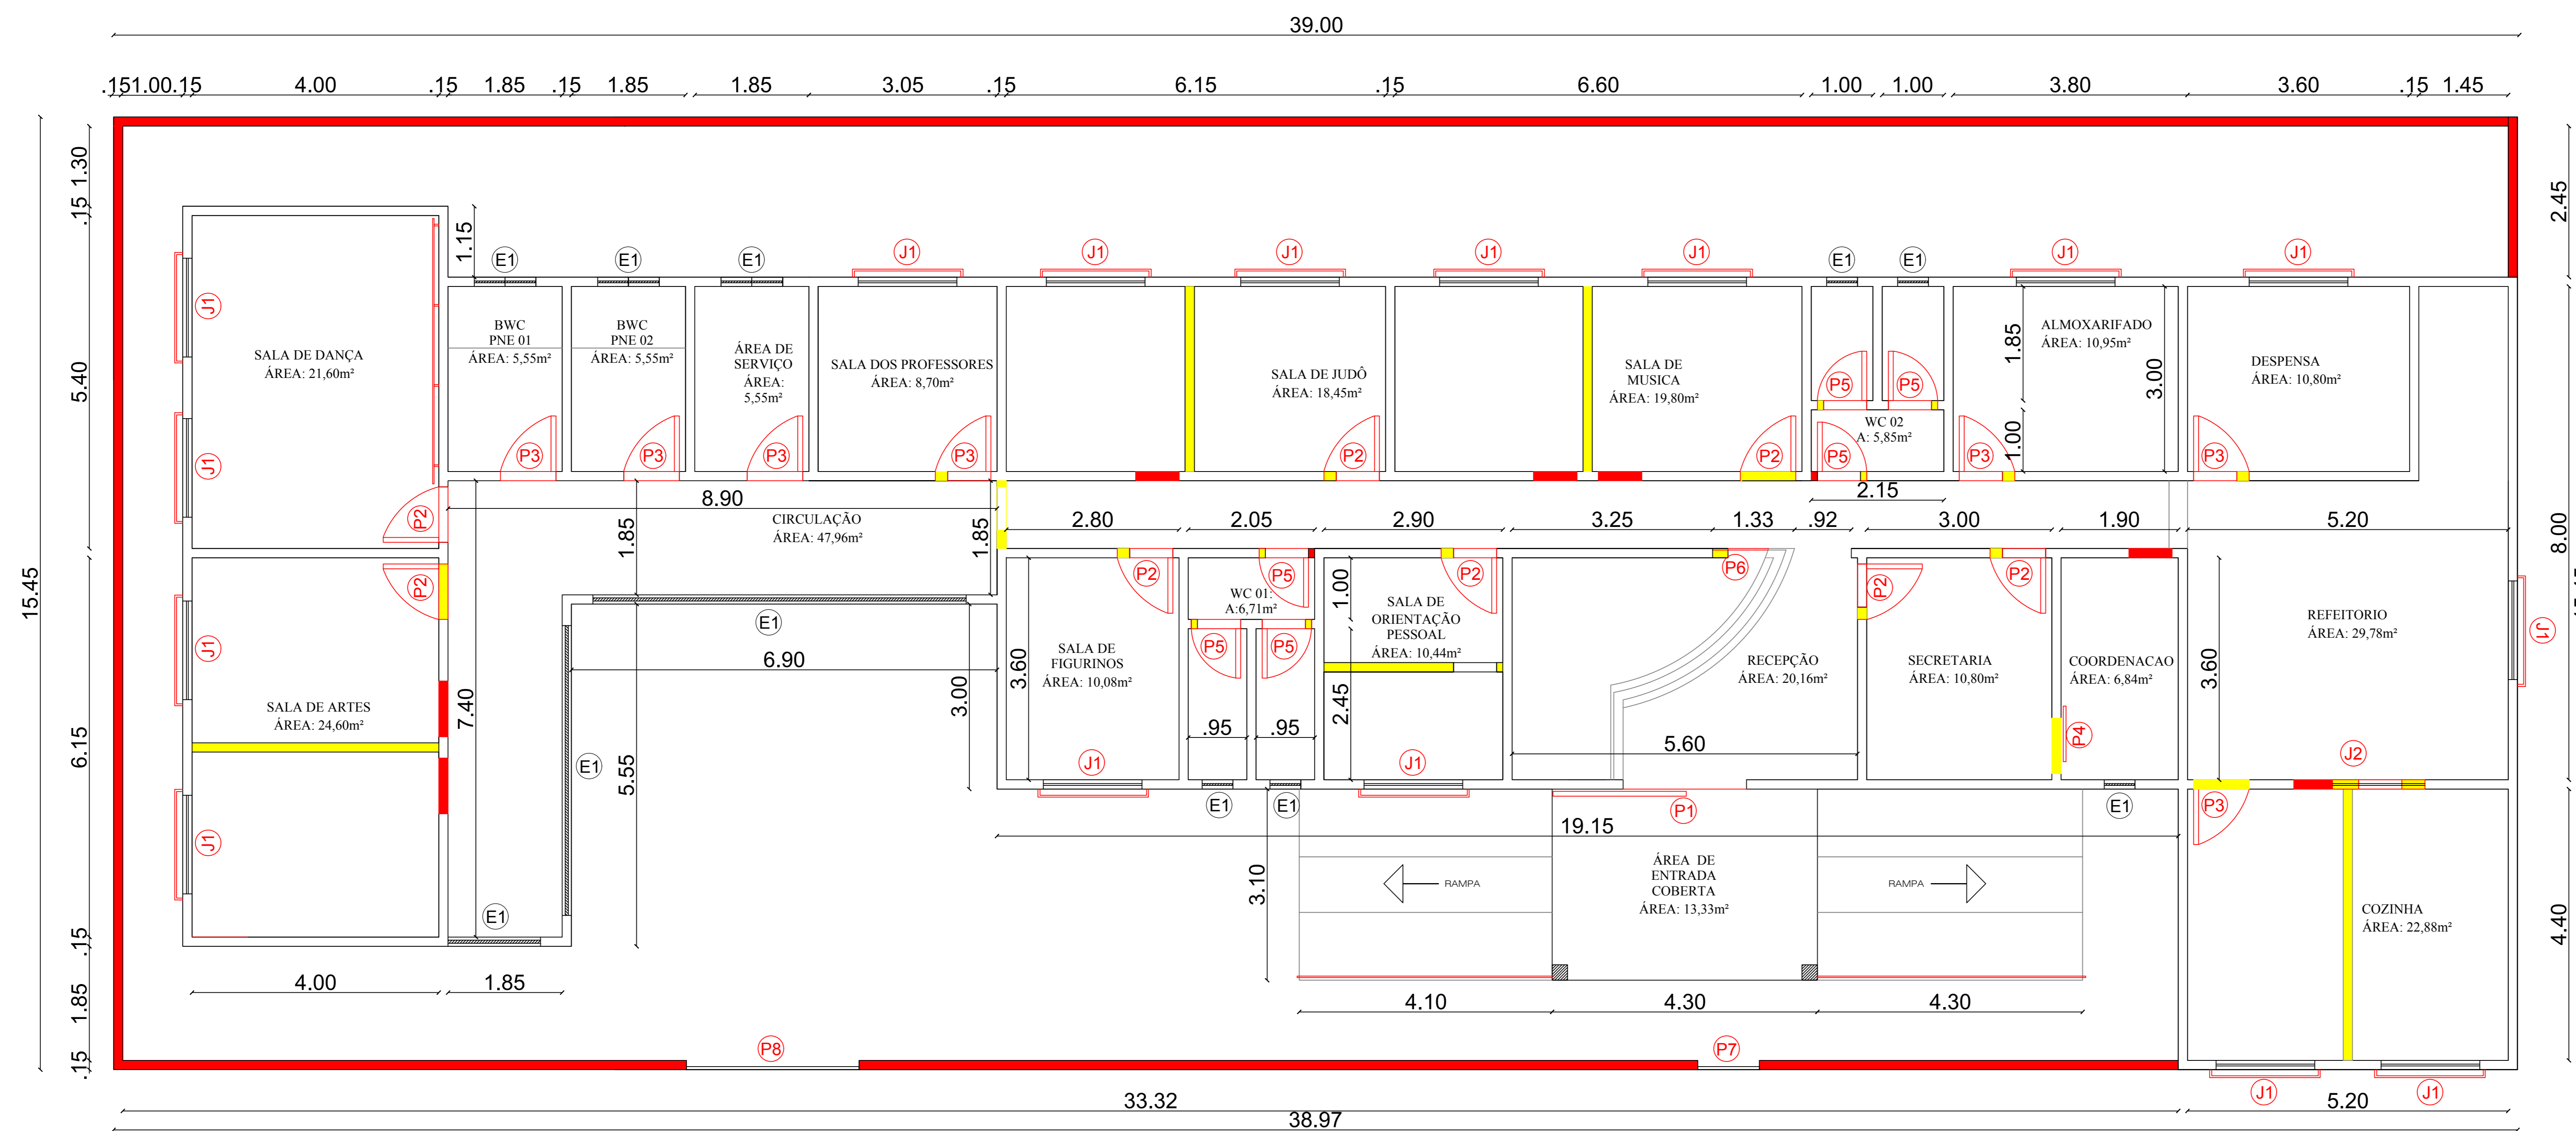 39.00
.15 1.00 .15 4.00 .15 1.85 .15 1.85 1.85 3.05 .15 6.15 .15 6.60 1.00 1.00 3.80 3.60 .15 1.45
1.30
.15
5.40
15.45
6.15
.15
1.85
.15
1.15
2.45
8.00
4.40
E1 E1 E1 J1 J1 J1 J1 J1 E1 E1 J1 J1
J1
J1
SALA DE DANÇA
ÁREA: 21,60m²
BWC
PNE 01
ÁREA: 5,55m²
BWC
PNE 02
ÁREA: 5,55m²
ÁREA DE
SERVIÇO
ÁREA:
5,55m²
SALA DOS PROFESSORES
ÁREA: 8,70m²
SALA DE JUDÔ
ÁREA: 18,45m²
SALA DE
MUSICA
ÁREA: 19,80m²
P5 P5
WC 02
A: 5,85m²
1.85
1.00
3.00
ALMOXARIFADO
ÁREA: 10,95m²
DESPENSA
ÁREA: 10,80m²
P3 P3 P3 P3 P2 P2 P5 P3 P3
P2
P2
8.90
CIRCULAÇÃO
ÁREA: 47,96m²
1.85
1.85
2.15
2.80 2.05 2.90 3.25 1.33 .92 3.00 1.90 5.20
P2 P5 P2 P6 P2 P2
E1
6.90
7.40
5.55
3.00
3.60
E1
E1
J1
J1
SALA DE ARTES
ÁREA: 24,60m²
SALA DE
FIGURINOS
ÁREA: 10,08m²
WC 01:
A:6,71m²
P5 P5
.95 .95
1.00
2.45
SALA DE
ORIENTAÇÃO
PESSOAL
ÁREA: 10,44m²
RECEPÇÃO
ÁREA: 20,16m²
5.60
SECRETARIA
ÁREA: 10,80m²
COORDENACAO
ÁREA: 6,84m²
P4
3.60
REFEITORIO
ÁREA: 29,78m²
J1
J2
J1 E1 E1 J1 P1 E1 P3
19.15
3.10
RAMPA
ÁREA DE
ENTRADA
COBERTA
ÁREA: 13,33m²
RAMPA
COZINHA
ÁREA: 22,88m²
4.00 1.85
4.10 4.30 4.30
P8 P7
J1 J1
33.32 5.20
38.97